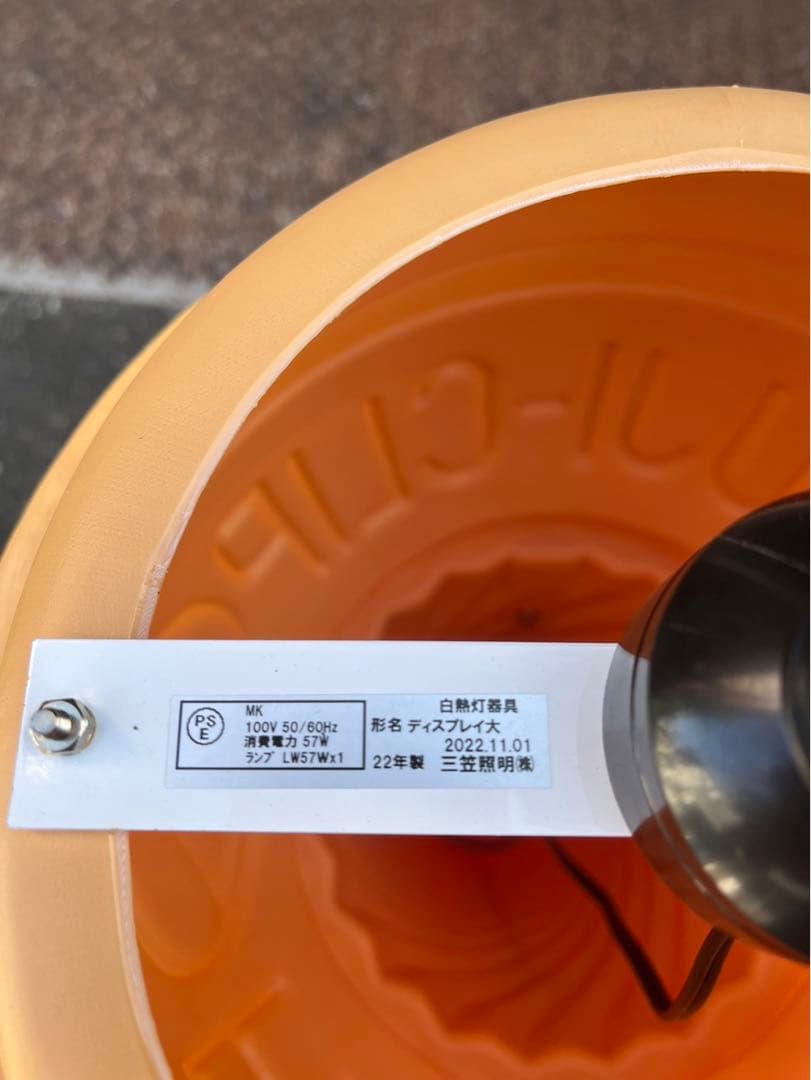 PS
E
MK
100V 50/60Hz
消費電力 57W
ランプ LW57W×1
白熱灯器具
形名 ディスプレイ大
2022.11.01
22年製 三笠照明㈱